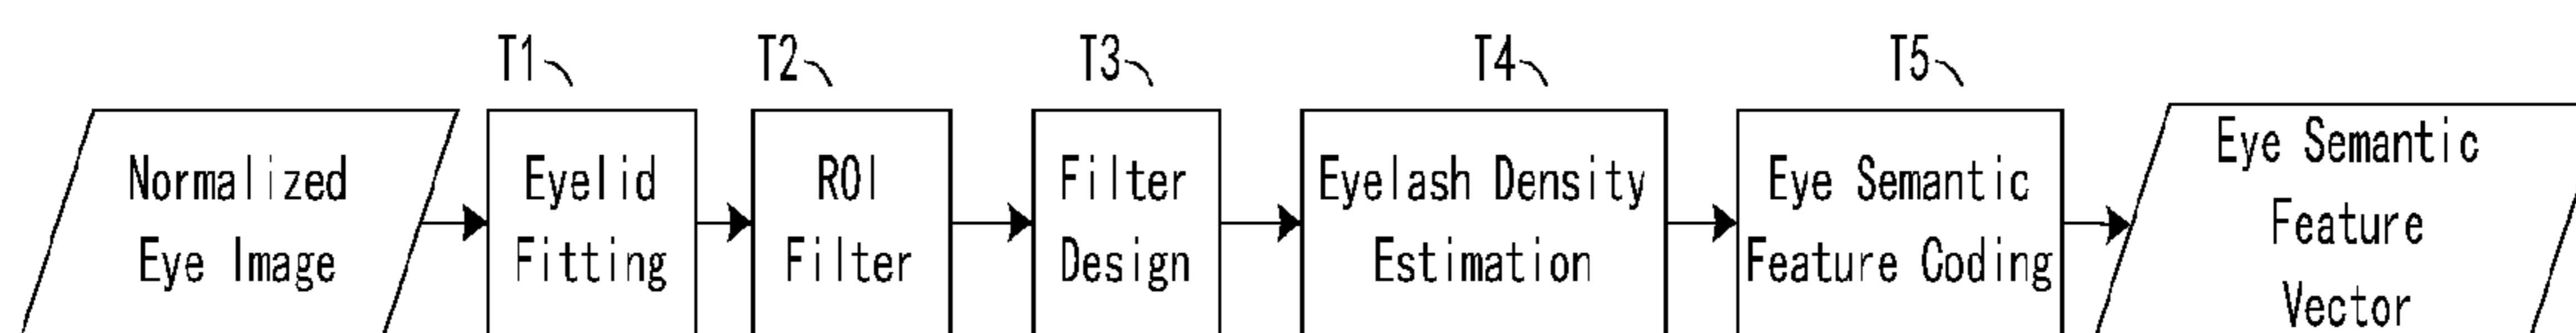 T1
T2
T3
T4
T5
Normalized
Eye Image
Eyelid
Fitting
ROI
Filter
Filter
Design
Eyelash Density
Estimation
Eye Semantic
Feature Coding
Eye Semantic
Feature
Vector